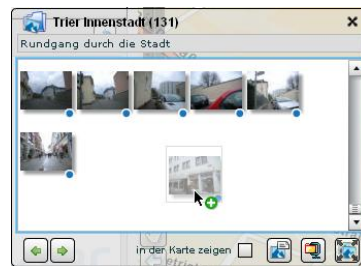 Trier Innenstadt (131)
Rundgang durch die Stadt
in der Karte zeigen